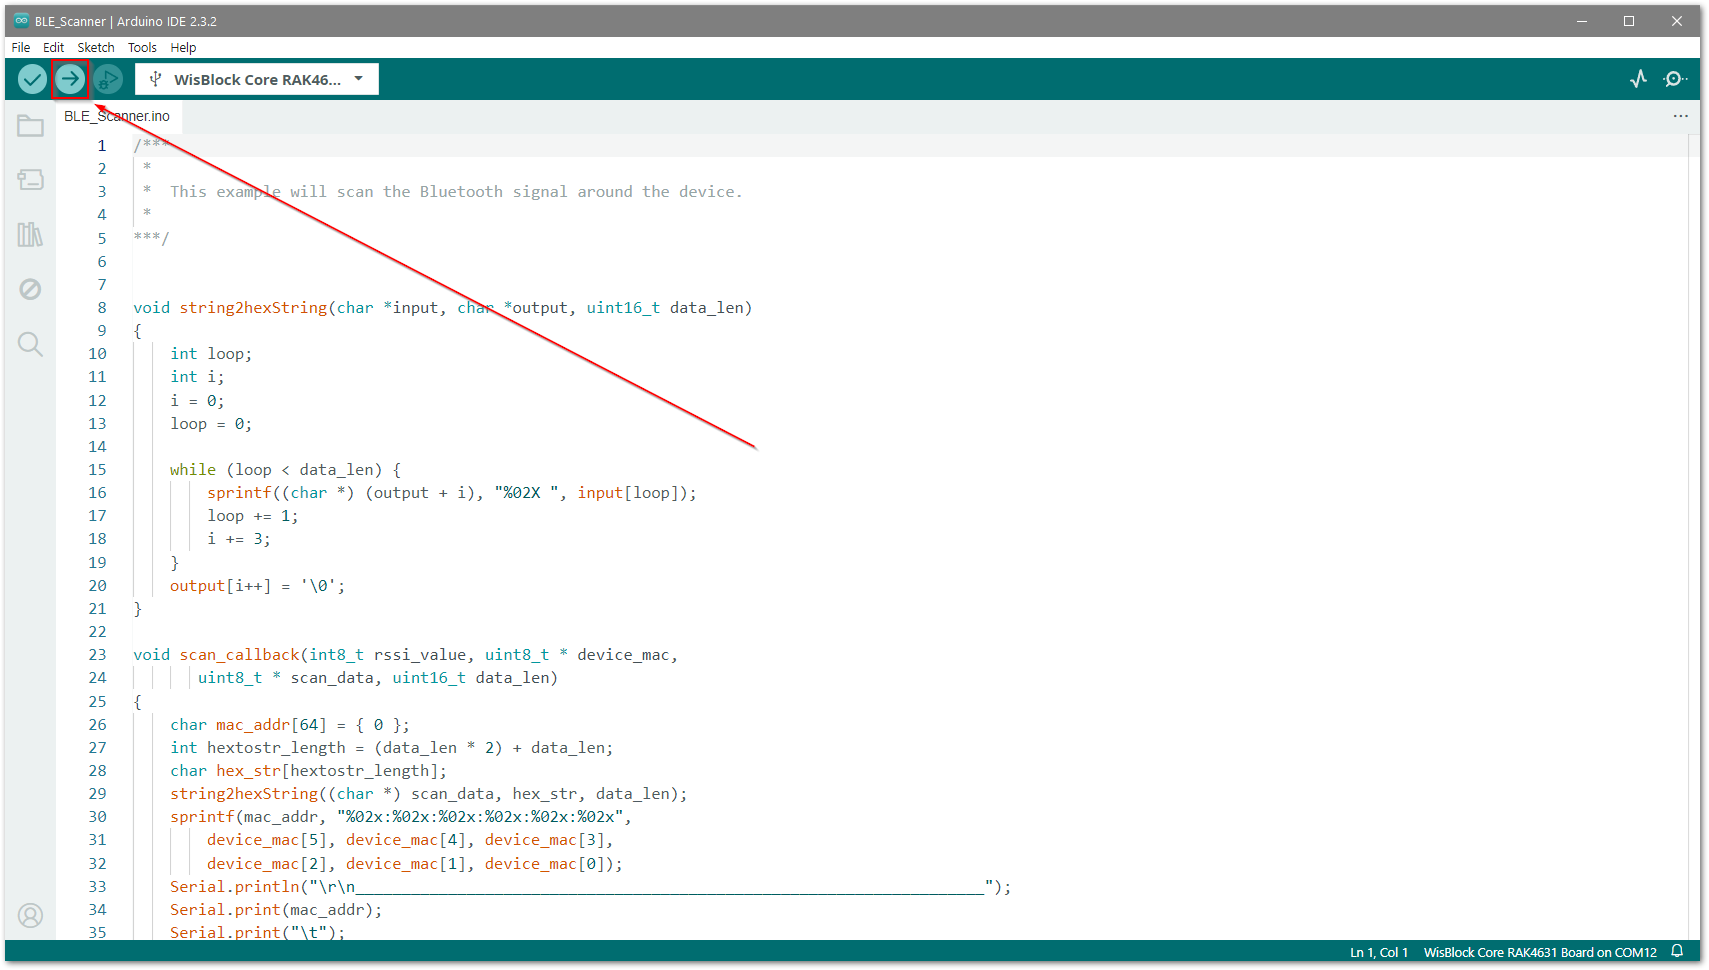 BLE_Scanner | Arduino IDE 2.3.2
File Edit Sketch Tools Help
WisBlock Core RAK46...
BLE_Scanner.ino
1 /***
2  *
3  *  This example will scan the Bluetooth signal around the device.
4  *
5 ***/
6
7
8 void string2hexString(char *input, char *output, uint16_t data_len)
9 {
10     int loop;
11     int i;
12     i = 0;
13     loop = 0;
14
15     while (loop < data_len) {
16         sprintf((char *) (output + i), "%02X ", input[loop]);
17         loop += 1;
18         i += 3;
19     }
20     output[i++] = '\0';
21 }
22
23 void scan_callback(int8_t rssi_value, uint8_t * device_mac,
24        uint8_t * scan_data, uint16_t data_len)
25 {
26     char mac_addr[64] = { 0 };
27     int hextostr_length = (data_len * 2) + data_len;
28     char hex_str[hextostr_length];
29     string2hexString((char *) scan_data, hex_str, data_len);
30     sprintf(mac_addr, "%02x:%02x:%02x:%02x:%02x:%02x",
31         device_mac[5], device_mac[4], device_mac[3],
32         device_mac[2], device_mac[1], device_mac[0]);
33     Serial.println("\r\n____________________________________________________________________");
34     Serial.print(mac_addr);
35     Serial.print("\t");
Ln 1, Col 1 WisBlock Core RAK4631 Board on COM12